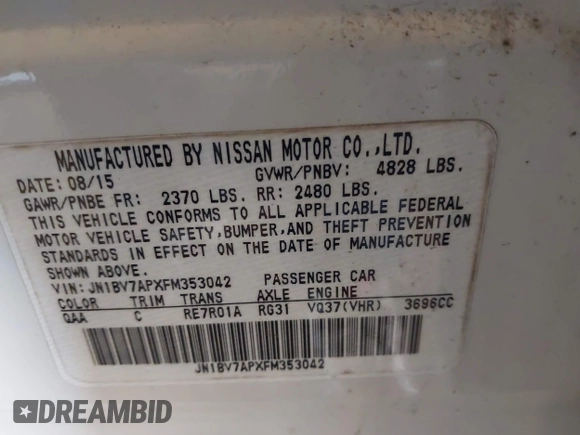 MANUFACTURED BY NISSAN MOTOR CO.,LTD.
DATE: 08/15 GVWR/PNBV: 4828 LBS.
GAWR/PNBE FR: 2370 LBS. RR: 2480 LBS.
THIS VEHICLE CONFORMS TO ALL APPLICABLE FEDERAL
MOTOR VEHICLE SAFETY,BUMPER,AND THEFT PREVENTION
STANDARDS IN EFFECT ON THE DATE OF MANUFACTURE
SHOWN ABOVE.
VIN: JN1BV7APXFM353042 PASSENGER CAR
COLOR TRIM TRANS AXLE ENGINE
QAA C RE7R01A RG31 VQ37(VHR) 3696CC
JN1BV7APXFM353042
DREAMBID